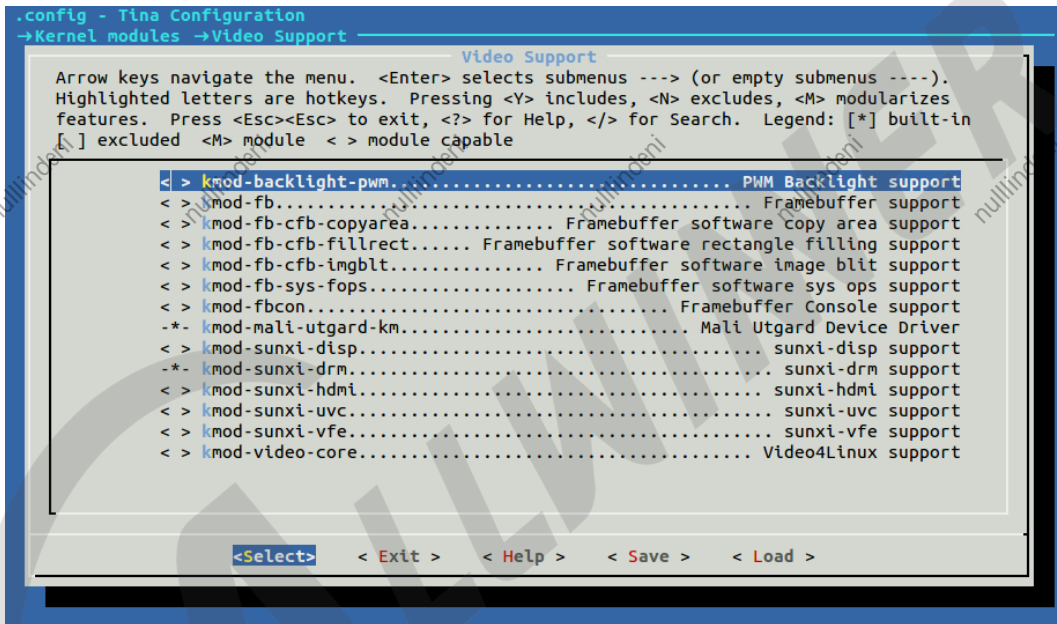 .config - Tina Configuration
→Kernel modules →Video Support
Video Support
Arrow keys navigate the menu.  <Enter> selects submenus ---> (or empty submenus ----).
Highlighted letters are hotkeys.  Pressing <Y> includes, <N> excludes, <M> modularizes
features.  Press <Esc><Esc> to exit, <?> for Help, </> for Search.  Legend: [*] built-in
[ ] excluded  <M> module  < > module capable
< > kmod-backlight-pwm................................. PWM Backlight support
< > kmod-fb............................................... Framebuffer support
< > kmod-fb-cfb-copyarea.............. Framebuffer software copy area support
< > kmod-fb-cfb-fillrect...... Framebuffer software rectangle filling support
< > kmod-fb-cfb-imgblt............... Framebuffer software image blit support
< > kmod-fb-sys-fops.................... Framebuffer software sys ops support
< > kmod-fbcon................................... Framebuffer Console support
-*- kmod-mali-utgard-km............................. Mali Utgard Device Driver
< > kmod-sunxi-disp....................................... sunxi-disp support
-*- kmod-sunxi-drm......................................... sunxi-drm support
< > kmod-sunxi-hdmi....................................... sunxi-hdmi support
< > kmod-sunxi-uvc......................................... sunxi-uvc support
< > kmod-sunxi-vfe......................................... sunxi-vfe support
< > kmod-video-core...................................... Video4Linux support
<Select>    < Exit >    < Help >    < Save >    < Load >
nulllindeni
nulllindeni
nulllindeni
nulllindeni
ALLWINNER